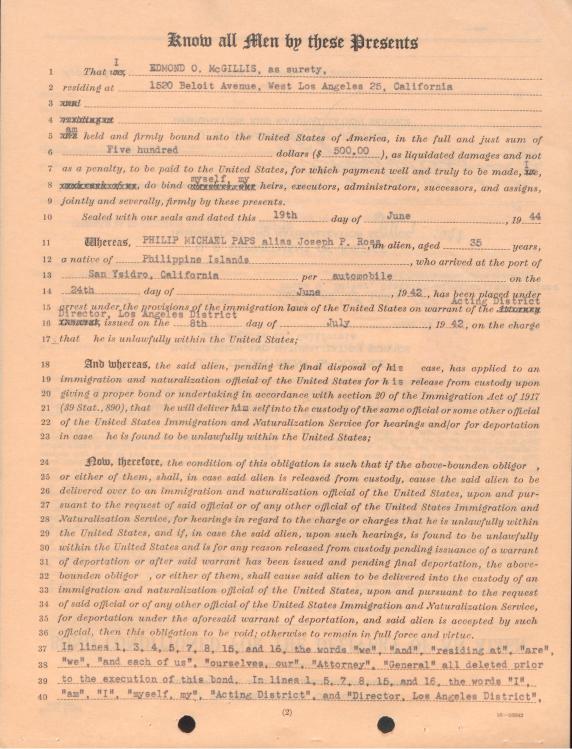 Know all Men by these Presents
I
1 That we, EDMOND O. McGILLIS, as surety,
2 residing at 1520 Beloit Avenue, West Los Angeles 25, California
3 and
4 residing at
am
5 are held and firmly bound unto the United States of America, in the full and just sum of
6 Five hundred dollars ($ 500.00 ), as liquidated damages and not
I
7 as a penalty, to be paid to the United States, for which payment well and truly to be made, we,
myself, my
8 do bind heirs, executors, administrators, successors, and assigns,
9 jointly and severally, firmly by these presents.
10 Sealed with our seals and dated this 19th day of June , 19 44
11 Whereas, PHILIP MICHAEL PAPS alias Joseph P. Rosa, an alien, aged 35 years,
12 a native of Philippine Islands , who arrived at the port of
13 San Ysidro, California per automobile on the
14 24th day of June , 1942 , has been placed under
Acting District
15 arrest under the provisions of the immigration laws of the United States on warrant of the Attorney
Director, Los Angeles District
16 General, issued on the 8th day of July , 19 42, on the charge
17 that he is unlawfully within the United States;
18 And whereas, the said alien, pending the final disposal of his case, has applied to an
19 immigration and naturalization official of the United States for his release from custody upon
20 giving a proper bond or undertaking in accordance with section 20 of the Immigration Act of 1917
21 (39 Stat., 890), that he will deliver him self into the custody of the same official or some other official
22 of the United States Immigration and Naturalization Service for hearings and/or for deportation
23 in case he is found to be unlawfully within the United States;
24 Now, therefore, the condition of this obligation is such that if the above-bounden obligor ,
25 or either of them, shall, in case said alien is released from custody, cause the said alien to be
26 delivered over to an immigration and naturalization official of the United States, upon and pur-
27 suant to the request of said official or of any other official of the United States Immigration and
28 Naturalization Service, for hearings in regard to the charge or charges that he is unlawfully within
29 the United States, and if, in case the said alien, upon such hearings, is found to be unlawfully
30 within the United States and is for any reason released from custody pending issuance of a warrant
31 of deportation or after said warrant has been issued and pending final deportation, the above-
32 bounden obligor , or either of them, shall cause said alien to be delivered into the custody of an
33 immigration and naturalization official of the United States, upon and pursuant to the request
34 of said official or of any other official of the United States Immigration and Naturalization Service,
35 for deportation under the aforesaid warrant of deportation, and said alien is accepted by such
36 official, then this obligation to be void; otherwise to remain in full force and virtue.
37 In lines 1, 3, 4, 5, 7, 8, 15, and 16, the words "we", "and", "residing at", "are",
38 "we", "and each of us", "ourselves, our", "Attorney", "General" all deleted prior
39 to the execution of this bond. In lines 1, 5, 7, 8, 15, and 16, the words "I",
40 "am", "I", "myself, my", "Acting District", and "Director, Los Angeles District",
(2)